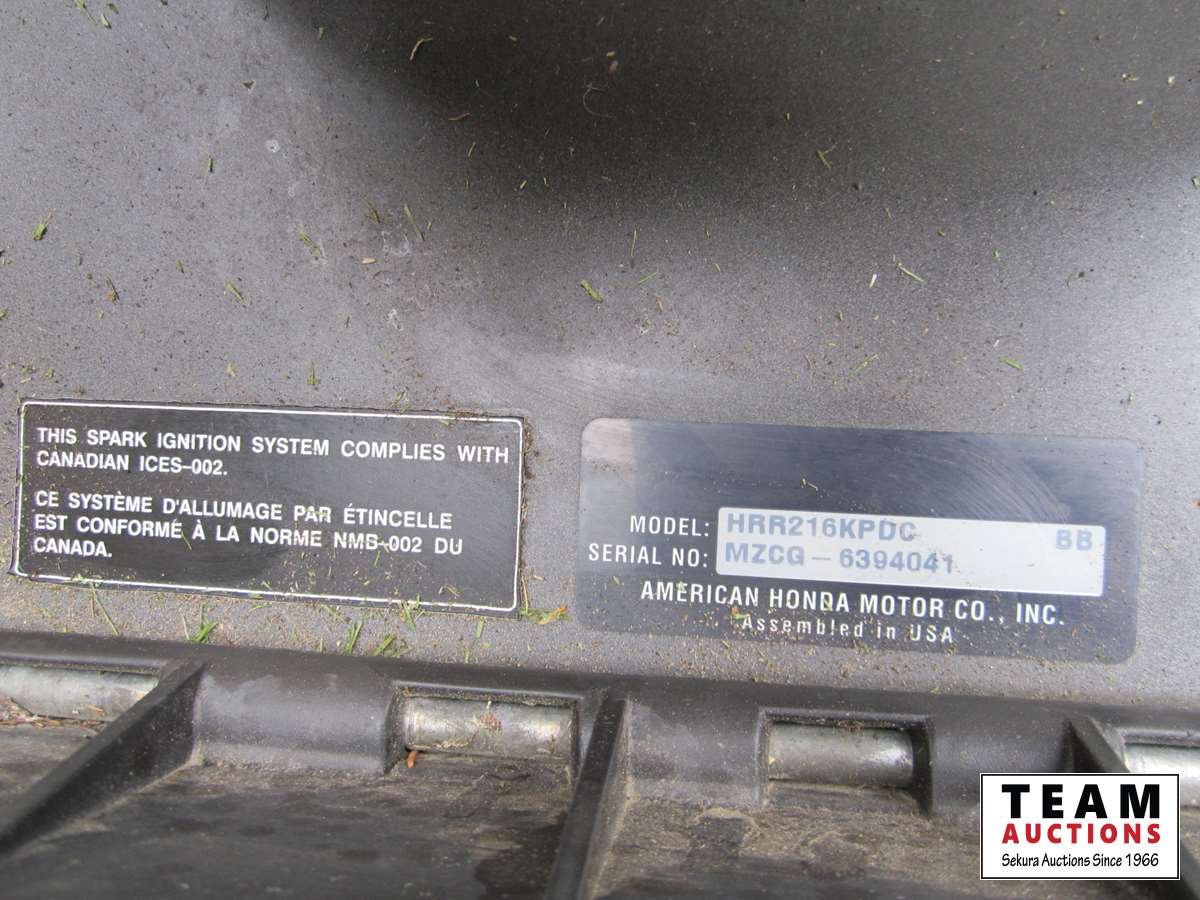 THIS SPARK IGNITION SYSTEM COMPLIES WITH
CANADIAN ICES-002.
CE SYSTÈME D'ALLUMAGE PAR ÉTINCELLE
EST CONFORMÉ À LA NORME NMB-002 DU
CANADA.
MODEL: HRR216KPDC BB
SERIAL NO: MZCG-6394041
AMERICAN HONDA MOTOR CO., INC.
Assembled in USA
TEAM
AUCTIONS
Sekura Auctions Since 1966